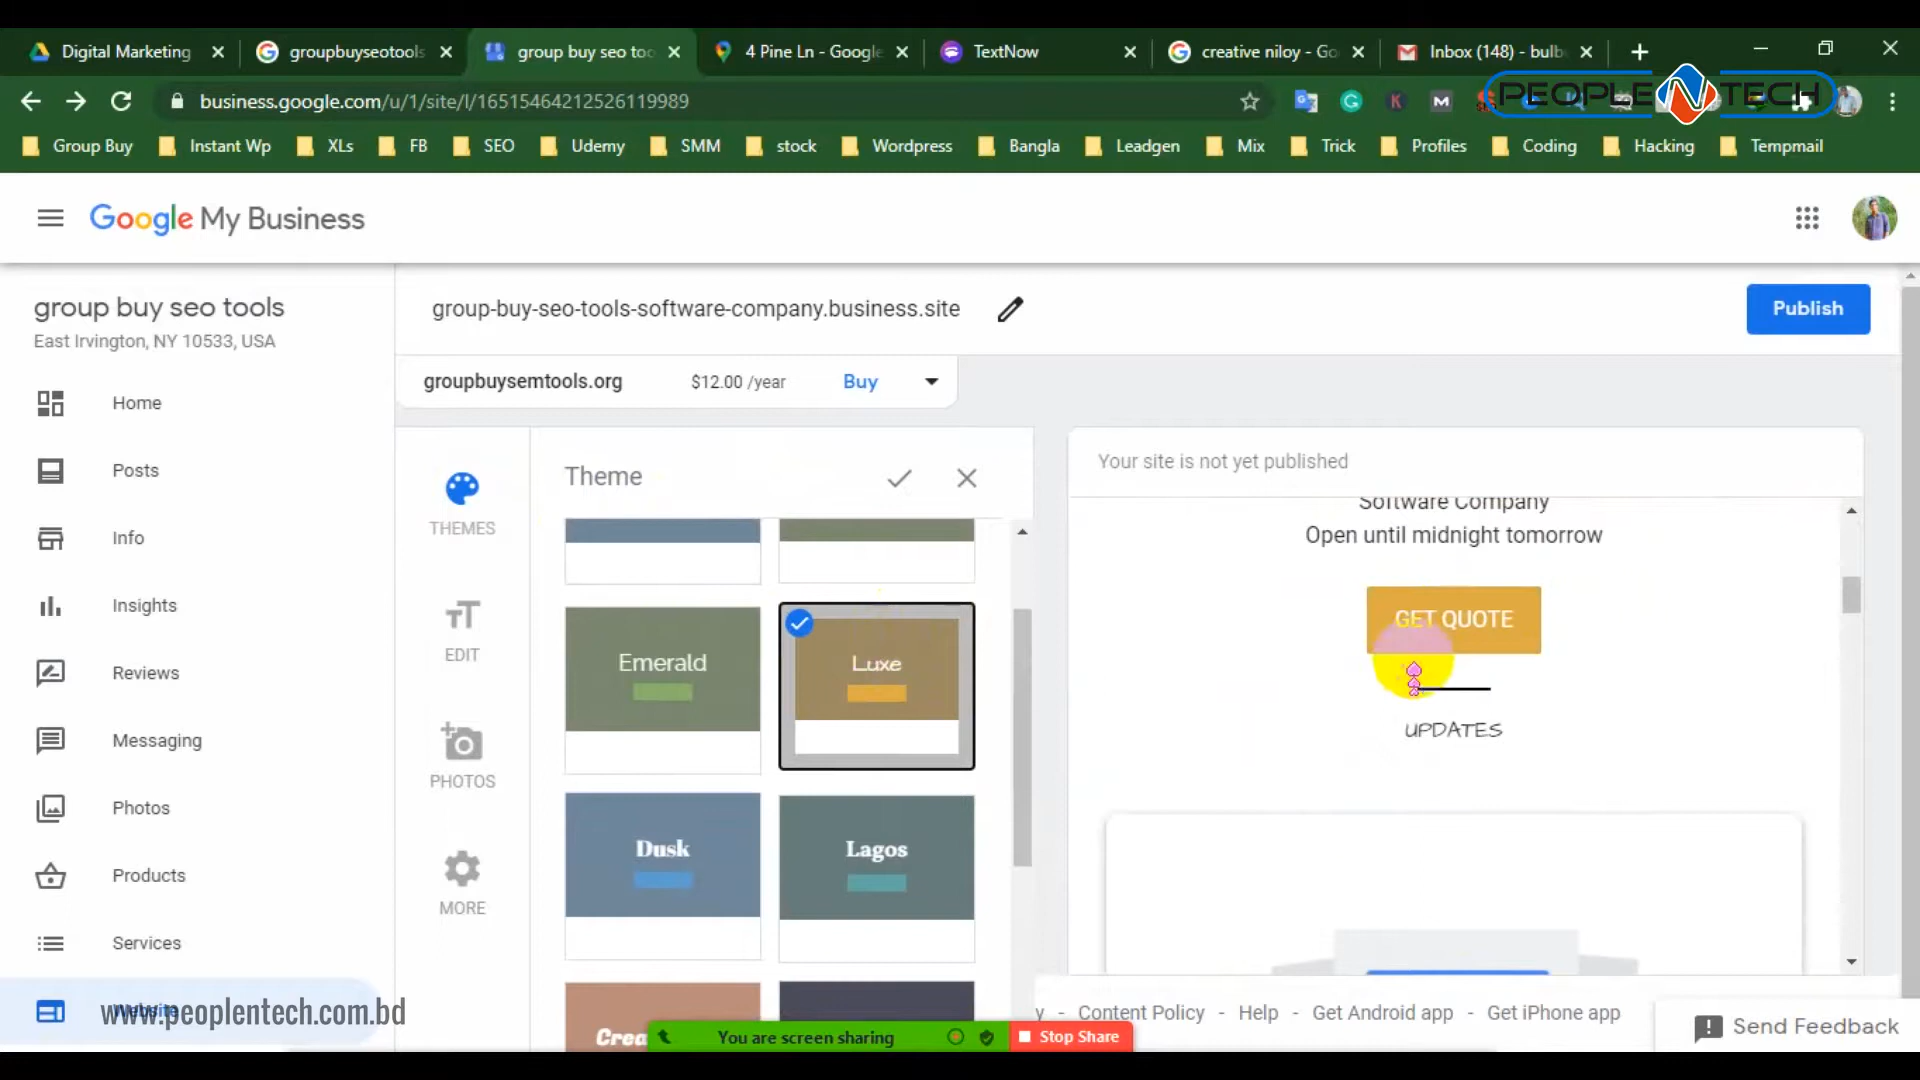 Digital Marketing
groupbuyseotools
group buy seo too
4 Pine Ln - Google
TextNow
creative niloy - Go
Inbox (148) - bulb
business.google.com/u/1/site/l/16515464212526119989
PEOPLE N TECH
Group Buy
Instant Wp
XLs
FB
SEO
Udemy
SMM
stock
Wordpress
Bangla
Leadgen
Mix
Trick
Profiles
Coding
Hacking
Tempmail
Google My Business
group buy seo tools
East Irvington, NY 10533, USA
group-buy-seo-tools-software-company.business.site
Publish
groupbuysemtools.org $12.00 /year Buy
Home
Posts
Info
Insights
Reviews
Messaging
Photos
Products
Services
Website
www.peoplentech.com.bd
THEMES
EDIT
PHOTOS
MORE
Theme
Emerald
Luxe
Dusk
Lagos
Crea
Your site is not yet published
Software Company
Open until midnight tomorrow
GET QUOTE
UPDATES
y - Content Policy - Help - Get Android app - Get iPhone app
Send Feedback
You are screen sharing
Stop Share